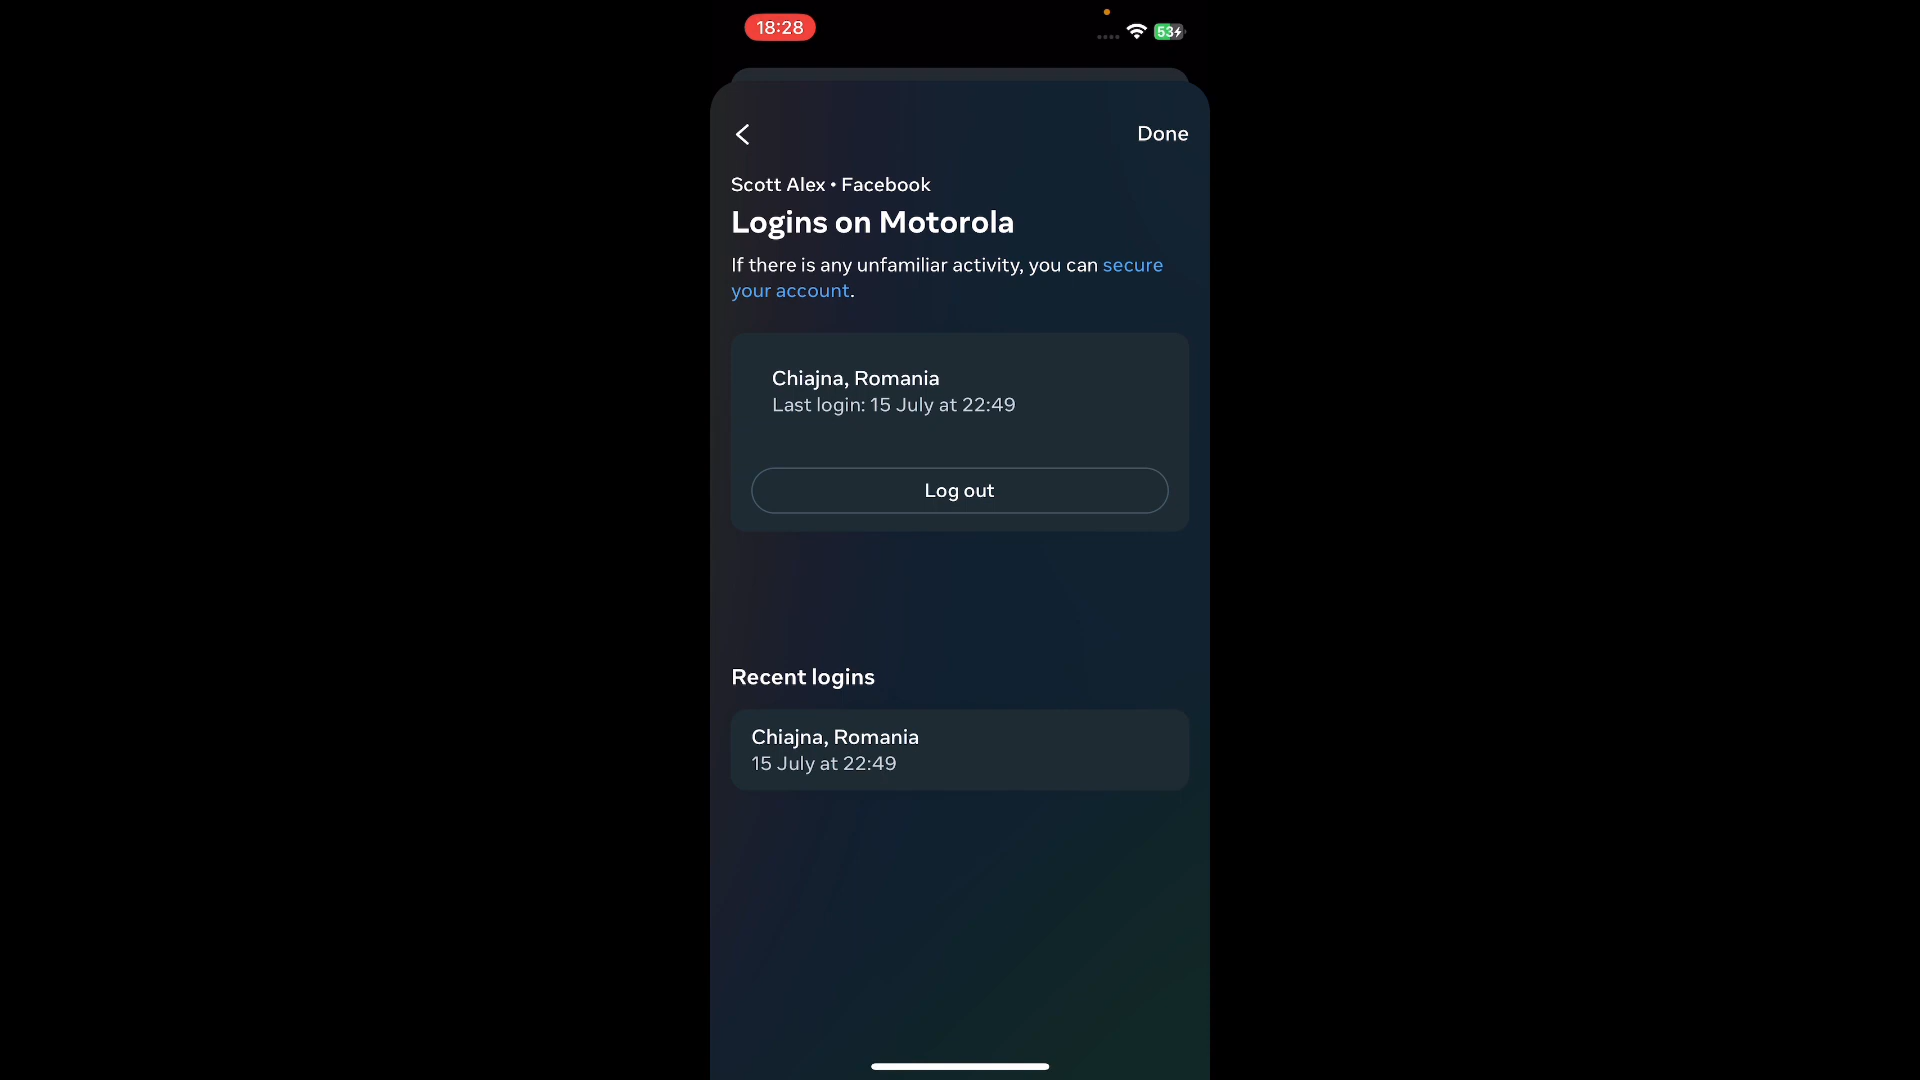 18:28
53
Done
Scott Alex • Facebook
Logins on Motorola
If there is any unfamiliar activity, you can secure
your account.
Chiajna, Romania
Last login: 15 July at 22:49
Log out
Recent logins
Chiajna, Romania
15 July at 22:49